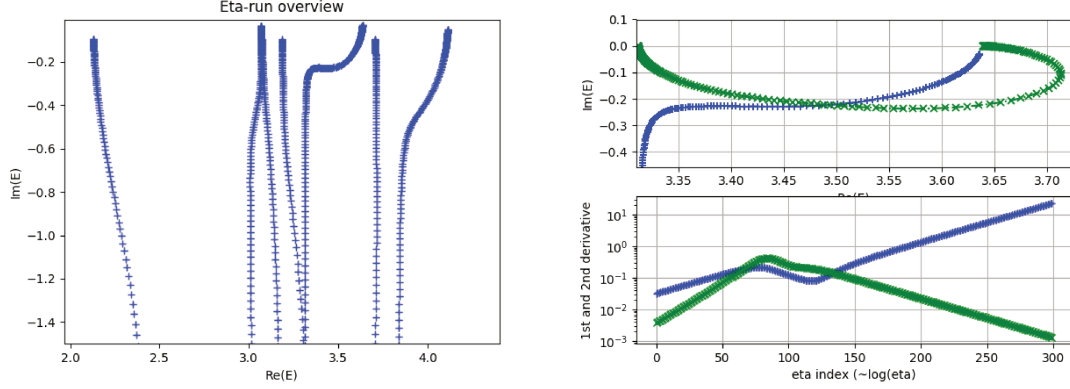 Eta-run overview
−0.2
−0.4
−0.6
−0.8
−1.0
−1.2
−1.4
Im(E)
2.0 2.5 3.0 3.5 4.0
Re(E)
0.1
0.0
−0.1
−0.2
−0.3
−0.4
Im(E)
3.35 3.40 3.45 3.50 3.55 3.60 3.65 3.70
Re(E)
10¹
10⁰
10⁻¹
10⁻²
10⁻³
1st and 2nd derivative
0 50 100 150 200 250 300
eta index (~log(eta)